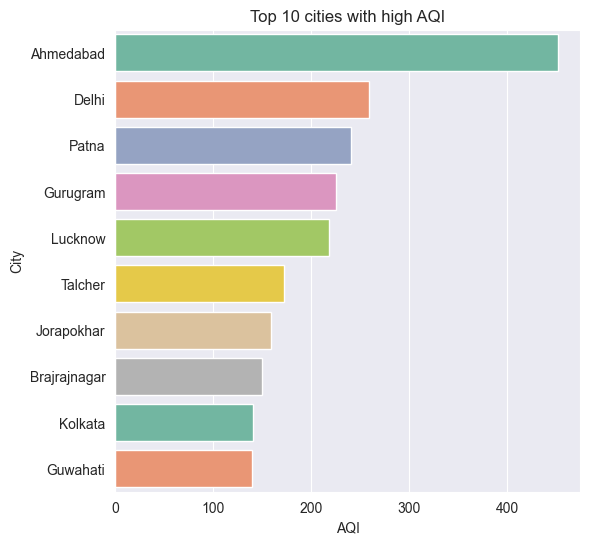 Top 10 cities with high AQI
City
Ahmedabad
Delhi
Patna
Gurugram
Lucknow
Talcher
Jorapokhar
Brajrajnagar
Kolkata
Guwahati
0 100 200 300 400
AQI